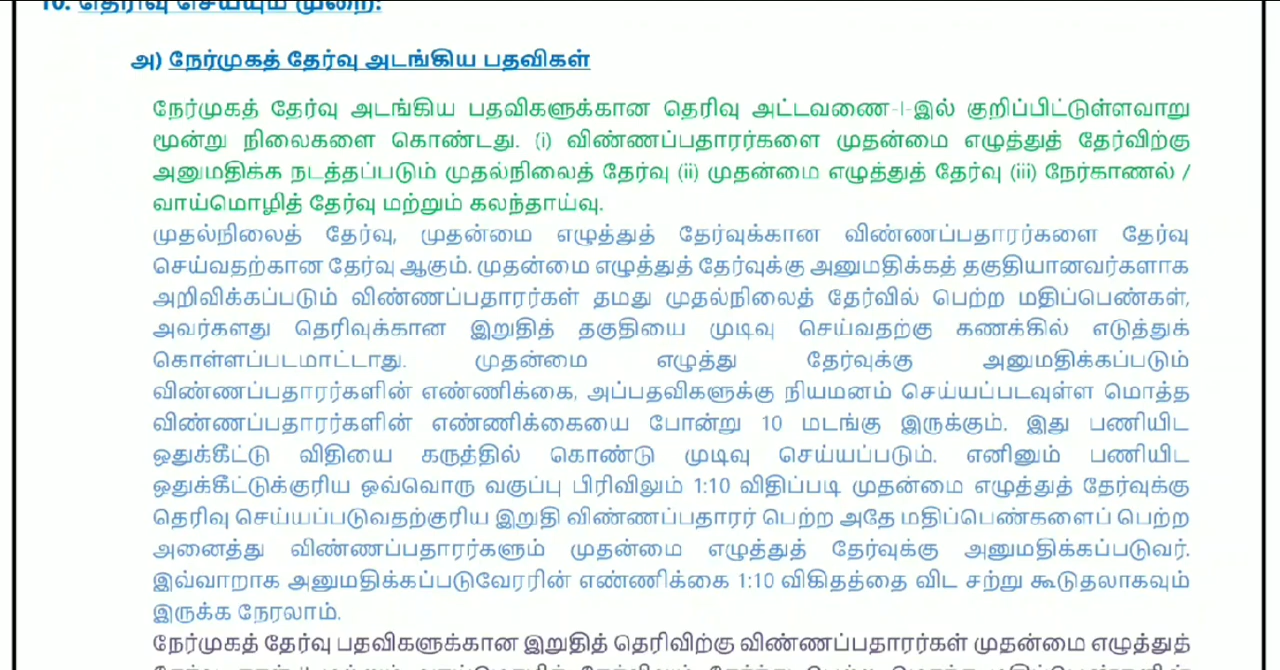 10. தெரிவு செய்யும் முறை:
அ) நேர்முகத் தேர்வு அடங்கிய பதவிகள்
நேர்முகத் தேர்வு அடங்கிய பதவிகளுக்கான தெரிவு அட்டவணை-I-இல் குறிப்பிட்டுள்ளவாறு
மூன்று நிலைகளை கொண்டது. (i) விண்ணப்பதாரர்களை முதன்மை எழுத்துத் தேர்விற்கு
அனுமதிக்க நடத்தப்படும் முதல்நிலைத் தேர்வு (ii) முதன்மை எழுத்துத் தேர்வு (iii) நேர்காணல் /
வாய்மொழித் தேர்வு மற்றும் கலந்தாய்வு.
முதல்நிலைத் தேர்வு, முதன்மை எழுத்துத் தேர்வுக்கான விண்ணப்பதாரர்களை தேர்வு
செய்வதற்கான தேர்வு ஆகும். முதன்மை எழுத்துத் தேர்வுக்கு அனுமதிக்கத் தகுதியானவர்களாக
அறிவிக்கப்படும் விண்ணப்பதாரர்கள் தமது முதல்நிலைத் தேர்வில் பெற்ற மதிப்பெண்கள்,
அவர்களது தெரிவுக்கான இறுதித் தகுதியை முடிவு செய்வதற்கு கணக்கில் எடுத்துக்
கொள்ளப்படமாட்டாது. முதன்மை எழுத்து தேர்வுக்கு அனுமதிக்கப்படும்
விண்ணப்பதாரர்களின் எண்ணிக்கை, அப்பதவிகளுக்கு நியமனம் செய்யப்படவுள்ள மொத்த
விண்ணப்பதாரர்களின் எண்ணிக்கையை போன்று 10 மடங்கு இருக்கும். இது பணியிட
ஒதுக்கீட்டு விதியை கருத்தில் கொண்டு முடிவு செய்யப்படும். எனினும் பணியிட
ஒதுக்கீட்டுக்குரிய ஒவ்வொரு வகுப்பு பிரிவிலும் 1:10 விதிப்படி முதன்மை எழுத்துத் தேர்வுக்கு
தெரிவு செய்யப்படுவதற்குரிய இறுதி விண்ணப்பதாரர் பெற்ற அதே மதிப்பெண்களைப் பெற்ற
அனைத்து விண்ணப்பதாரர்களும் முதன்மை எழுத்துத் தேர்வுக்கு அனுமதிக்கப்படுவர்.
இவ்வாறாக அனுமதிக்கப்படுவேரரின் எண்ணிக்கை 1:10 விகிதத்தை விட சற்று கூடுதலாகவும்
இருக்க நேரலாம்.
நேர்முகத் தேர்வு பதவிகளுக்கான இறுதித் தெரிவிற்கு விண்ணப்பதாரர்கள் முதன்மை எழுத்துத்